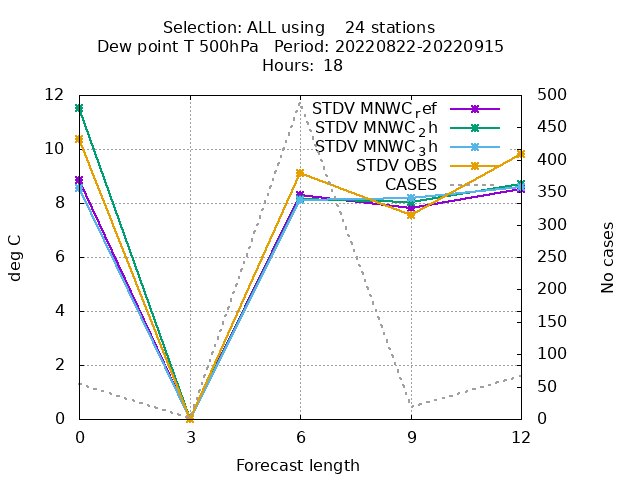 Selection: ALL using 24 stations
Dew point T 500hPa Period: 20220822-20220915
Hours: 18
STDV MNWC_ref
STDV MNWC_2h
STDV MNWC_3h
STDV OBS
CASES
12
10
8
6
4
2
0
deg C
500
450
400
350
300
250
200
150
100
50
0
No cases
0 3 6 9 12
Forecast length